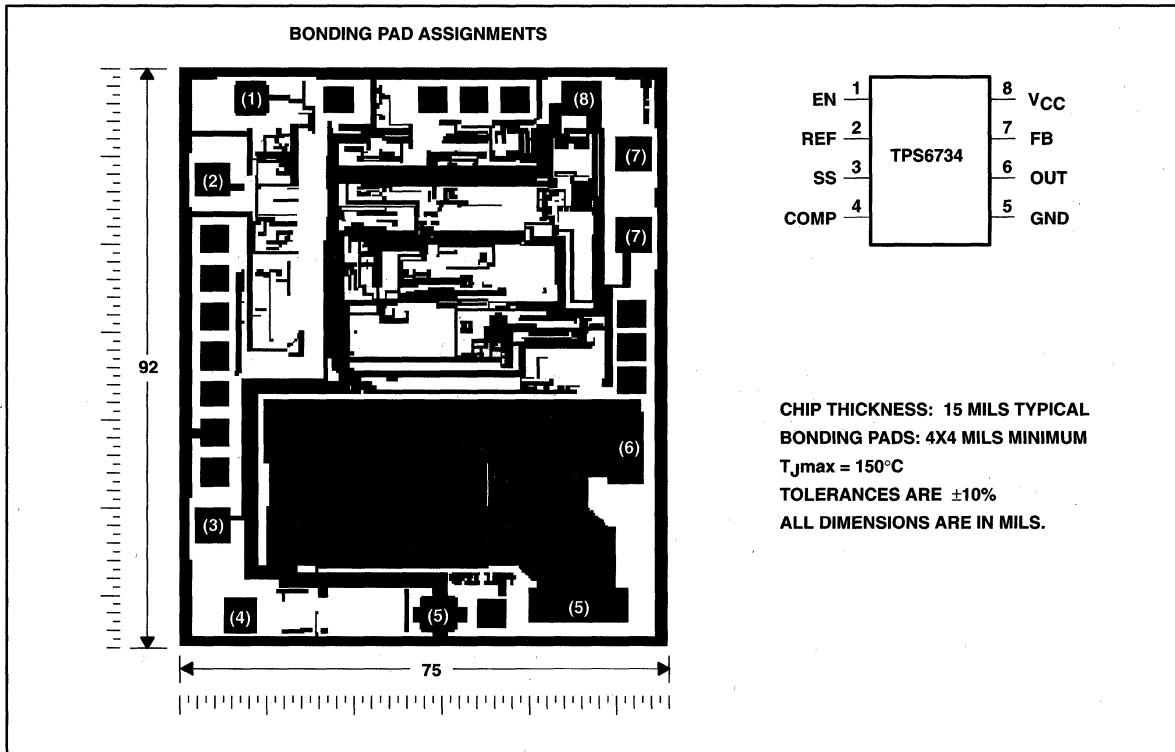 BONDING PAD ASSIGNMENTS
(1)
(8)
(7)
(2)
(7)
92
(6)
(3)
(5)
(4)
(5)
75
EN 1
REF 2
SS 3
COMP 4
TPS6734
8 VCC
7 FB
6 OUT
5 GND
CHIP THICKNESS: 15 MILS TYPICAL
BONDING PADS: 4X4 MILS MINIMUM
TJmax = 150°C
TOLERANCES ARE ±10%
ALL DIMENSIONS ARE IN MILS.